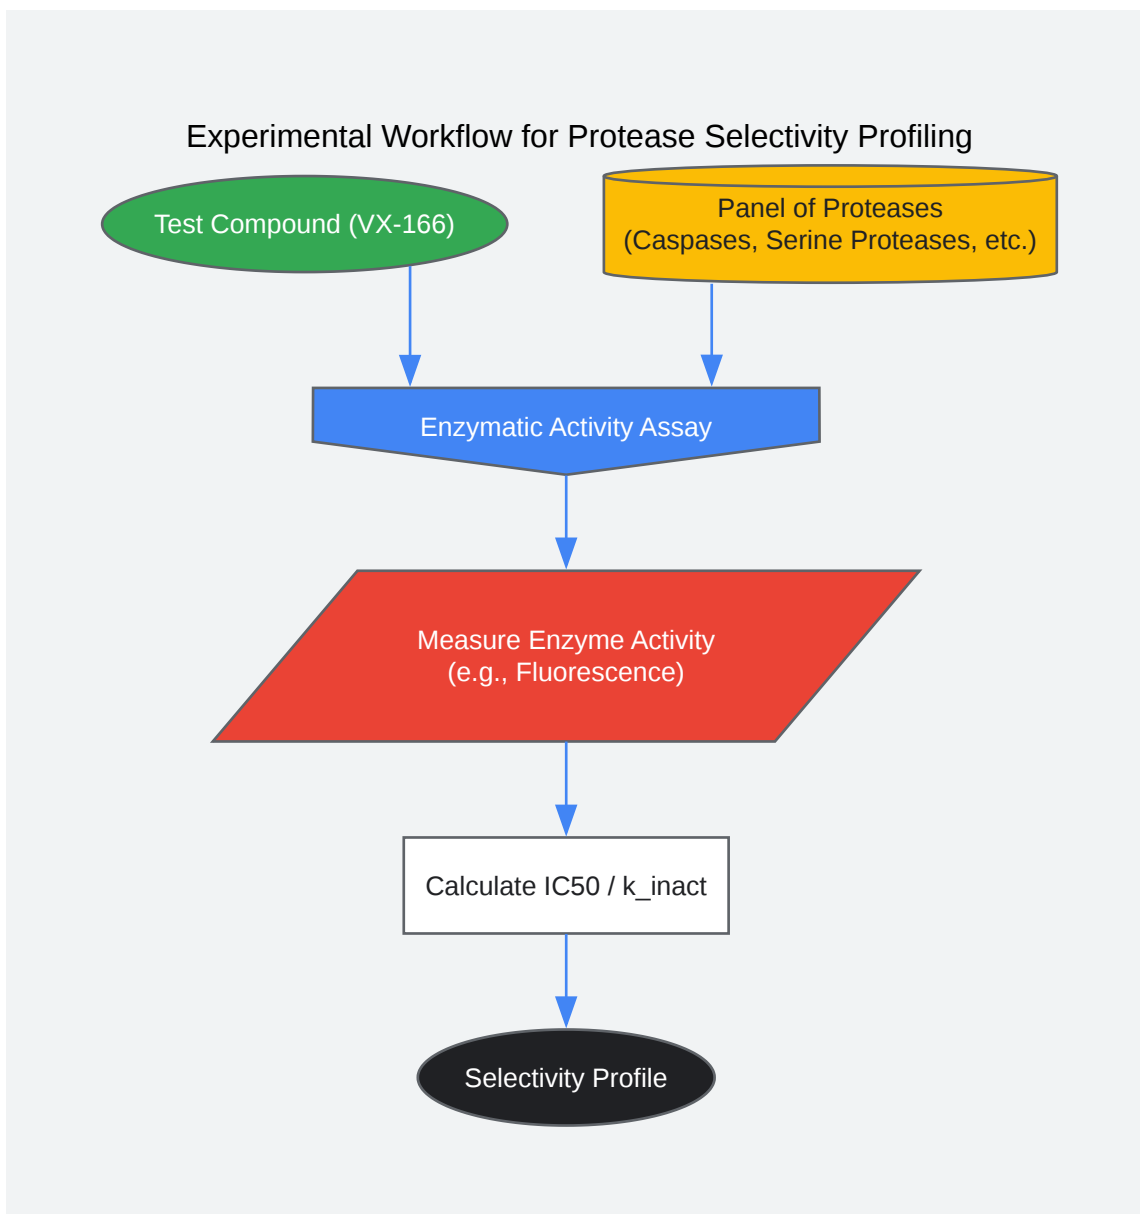 Experimental Workflow for Protease Selectivity Profiling
Test Compound (VX-166)
Panel of Proteases
(Caspases, Serine Proteases, etc.)
Enzymatic Activity Assay
Measure Enzyme Activity
(e.g., Fluorescence)
Calculate IC50 / k_inact
Selectivity Profile